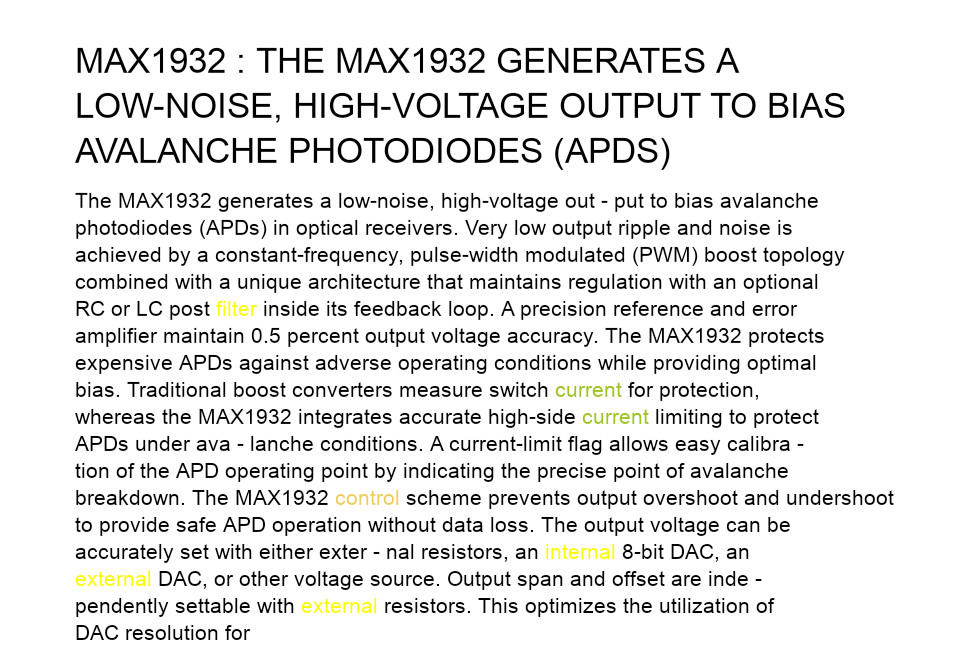 MAX1932 : THE MAX1932 GENERATES A
LOW-NOISE, HIGH-VOLTAGE OUTPUT TO BIAS
AVALANCHE PHOTODIODES (APDS)
The MAX1932 generates a low-noise, high-voltage out - put to bias avalanche
photodiodes (APDs) in optical receivers. Very low output ripple and noise is
achieved by a constant-frequency, pulse-width modulated (PWM) boost topology
combined with a unique architecture that maintains regulation with an optional
RC or LC post filter inside its feedback loop. A precision reference and error
amplifier maintain 0.5 percent output voltage accuracy. The MAX1932 protects
expensive APDs against adverse operating conditions while providing optimal
bias. Traditional boost converters measure switch current for protection,
whereas the MAX1932 integrates accurate high-side current limiting to protect
APDs under ava - lanche conditions. A current-limit flag allows easy calibra -
tion of the APD operating point by indicating the precise point of avalanche
breakdown. The MAX1932 control scheme prevents output overshoot and undershoot
to provide safe APD operation without data loss. The output voltage can be
accurately set with either exter - nal resistors, an internal 8-bit DAC, an
external DAC, or other voltage source. Output span and offset are inde -
pendently settable with external resistors. This optimizes the utilization of
DAC resolution for